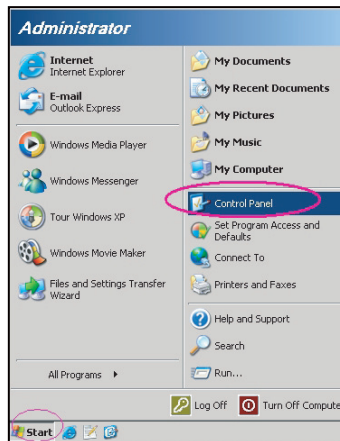 Administrator
Internet
Internet Explorer
E-mail
Outlook Express
Windows Media Player
Windows Messenger
Tour Windows XP
Windows Movie Maker
Files and Settings Transfer
Wizard
All Programs
My Documents
My Recent Documents
My Pictures
My Music
My Computer
Control Panel
Set Program Access and
Defaults
Connect To
Printers and Faxes
Help and Support
Search
Run...
Log Off
Turn Off Compute
Start